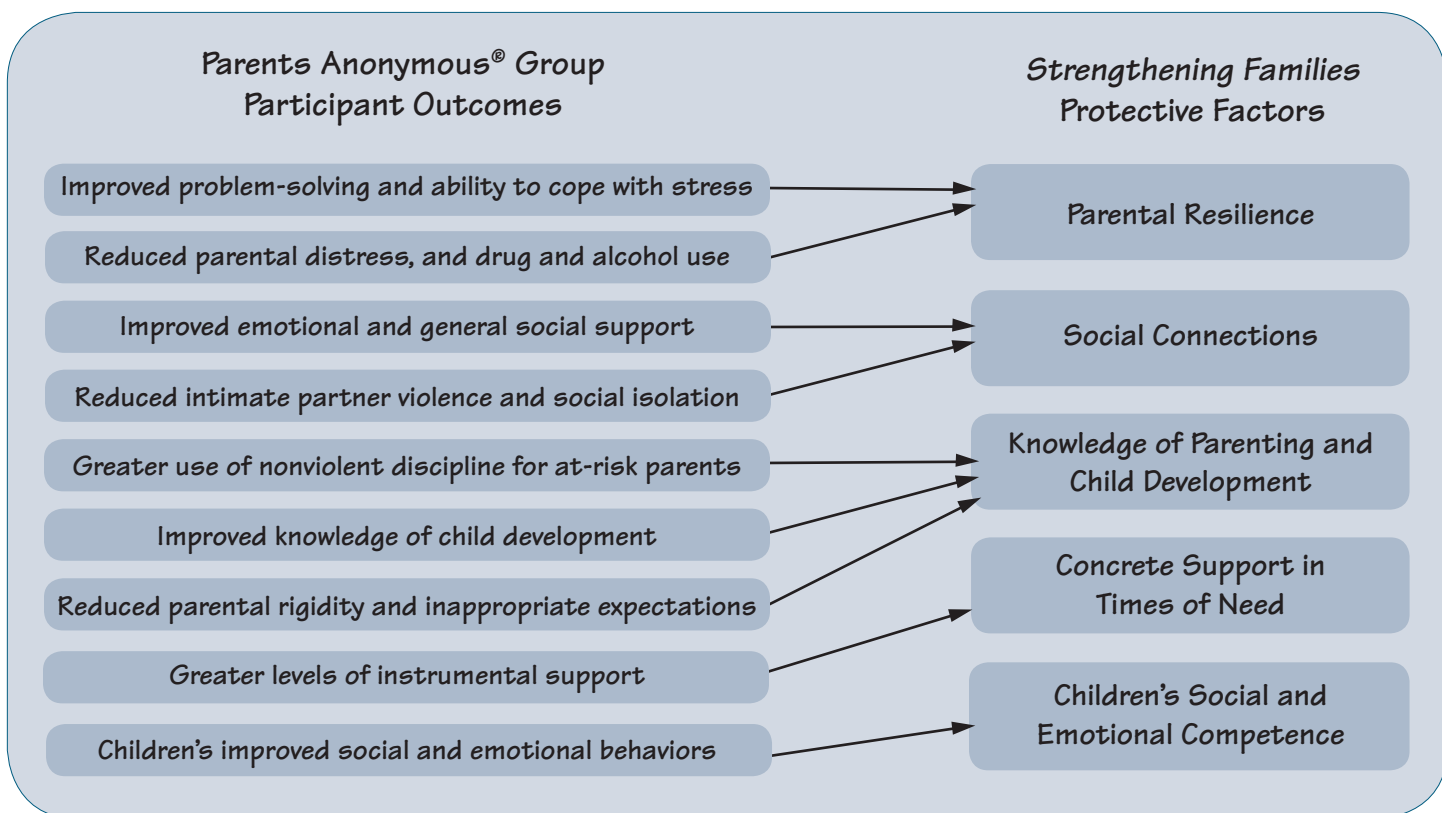 Parents Anonymous® Group
Participant Outcomes
Improved problem-solving and ability to cope with stress
Reduced parental distress, and drug and alcohol use
Improved emotional and general social support
Reduced intimate partner violence and social isolation
Greater use of nonviolent discipline for at-risk parents
Improved knowledge of child development
Reduced parental rigidity and inappropriate expectations
Greater levels of instrumental support
Children's improved social and emotional behaviors
Strengthening Families
Protective Factors
Parental Resilience
Social Connections
Knowledge of Parenting and
Child Development
Concrete Support in
Times of Need
Children's Social and
Emotional Competence